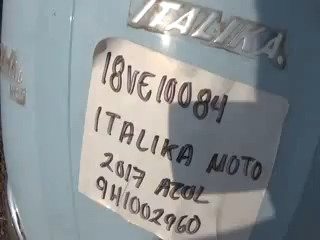 ITALIKA
18VE10084
ITALIKA MOTO
2017 AZUL
9H1002960